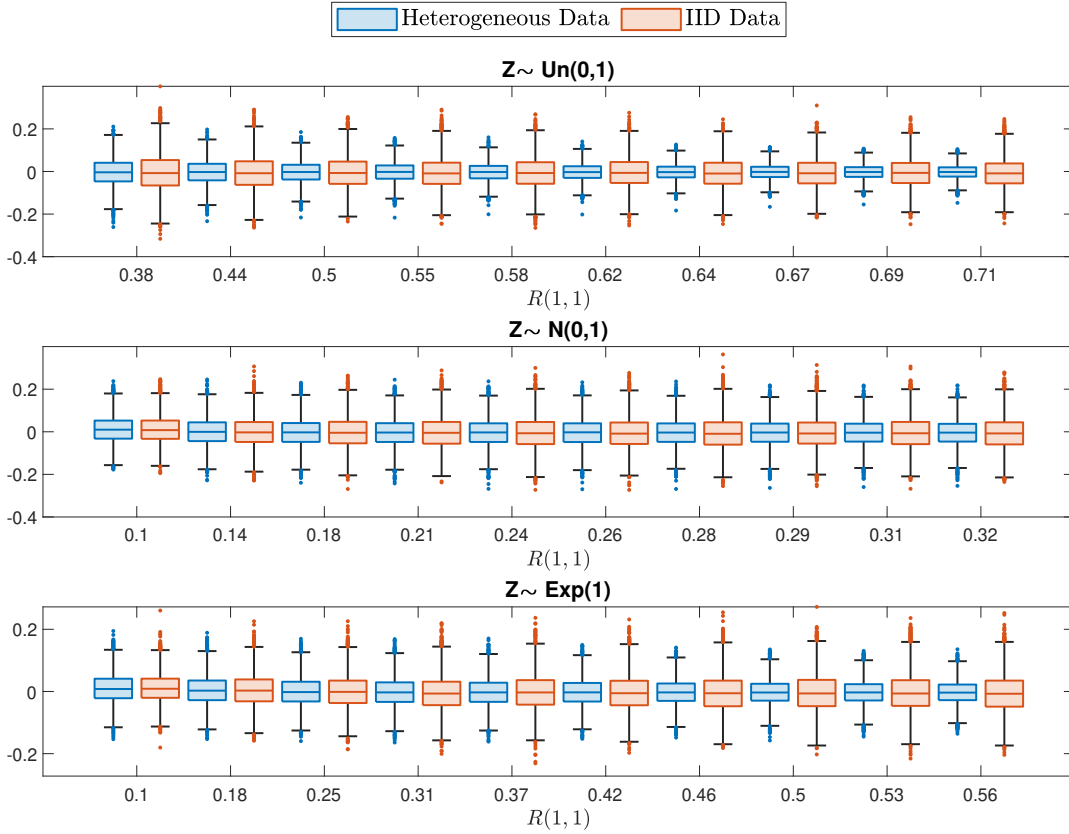 Heterogeneous Data IID Data
Z~ Un(0,1)
0.2
0
-0.2
-0.4
0.38 0.44 0.5 0.55 0.58 0.62 0.64 0.67 0.69 0.71
R(1,1)
Z~ N(0,1)
0.2
0
-0.2
-0.4
0.1 0.14 0.18 0.21 0.24 0.26 0.28 0.29 0.31 0.32
R(1,1)
Z~ Exp(1)
0.2
0
-0.2
0.1 0.18 0.25 0.31 0.37 0.42 0.46 0.5 0.53 0.56
R(1,1)